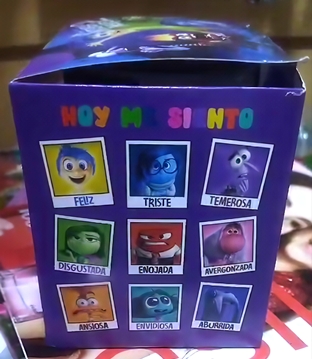 HOY ME SIENTO
FELIZ TRISTE TEMEROSA
DISGUSTADA ENOJADA AVERGONZADA
ANSIOSA ENVIDIOSA ABURRIDA